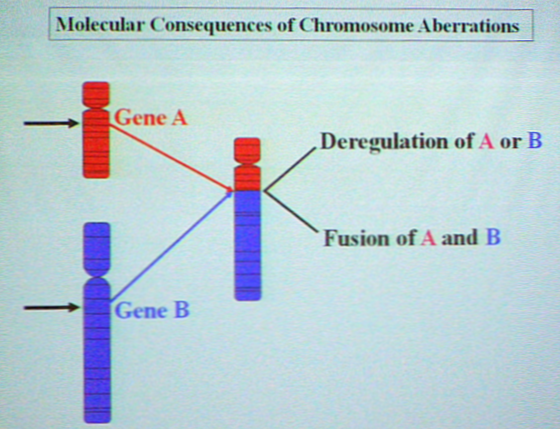 Molecular Consequences of Chromosome Aberrations
Gene A
Deregulation of A or B
Fusion of A and B
Gene B